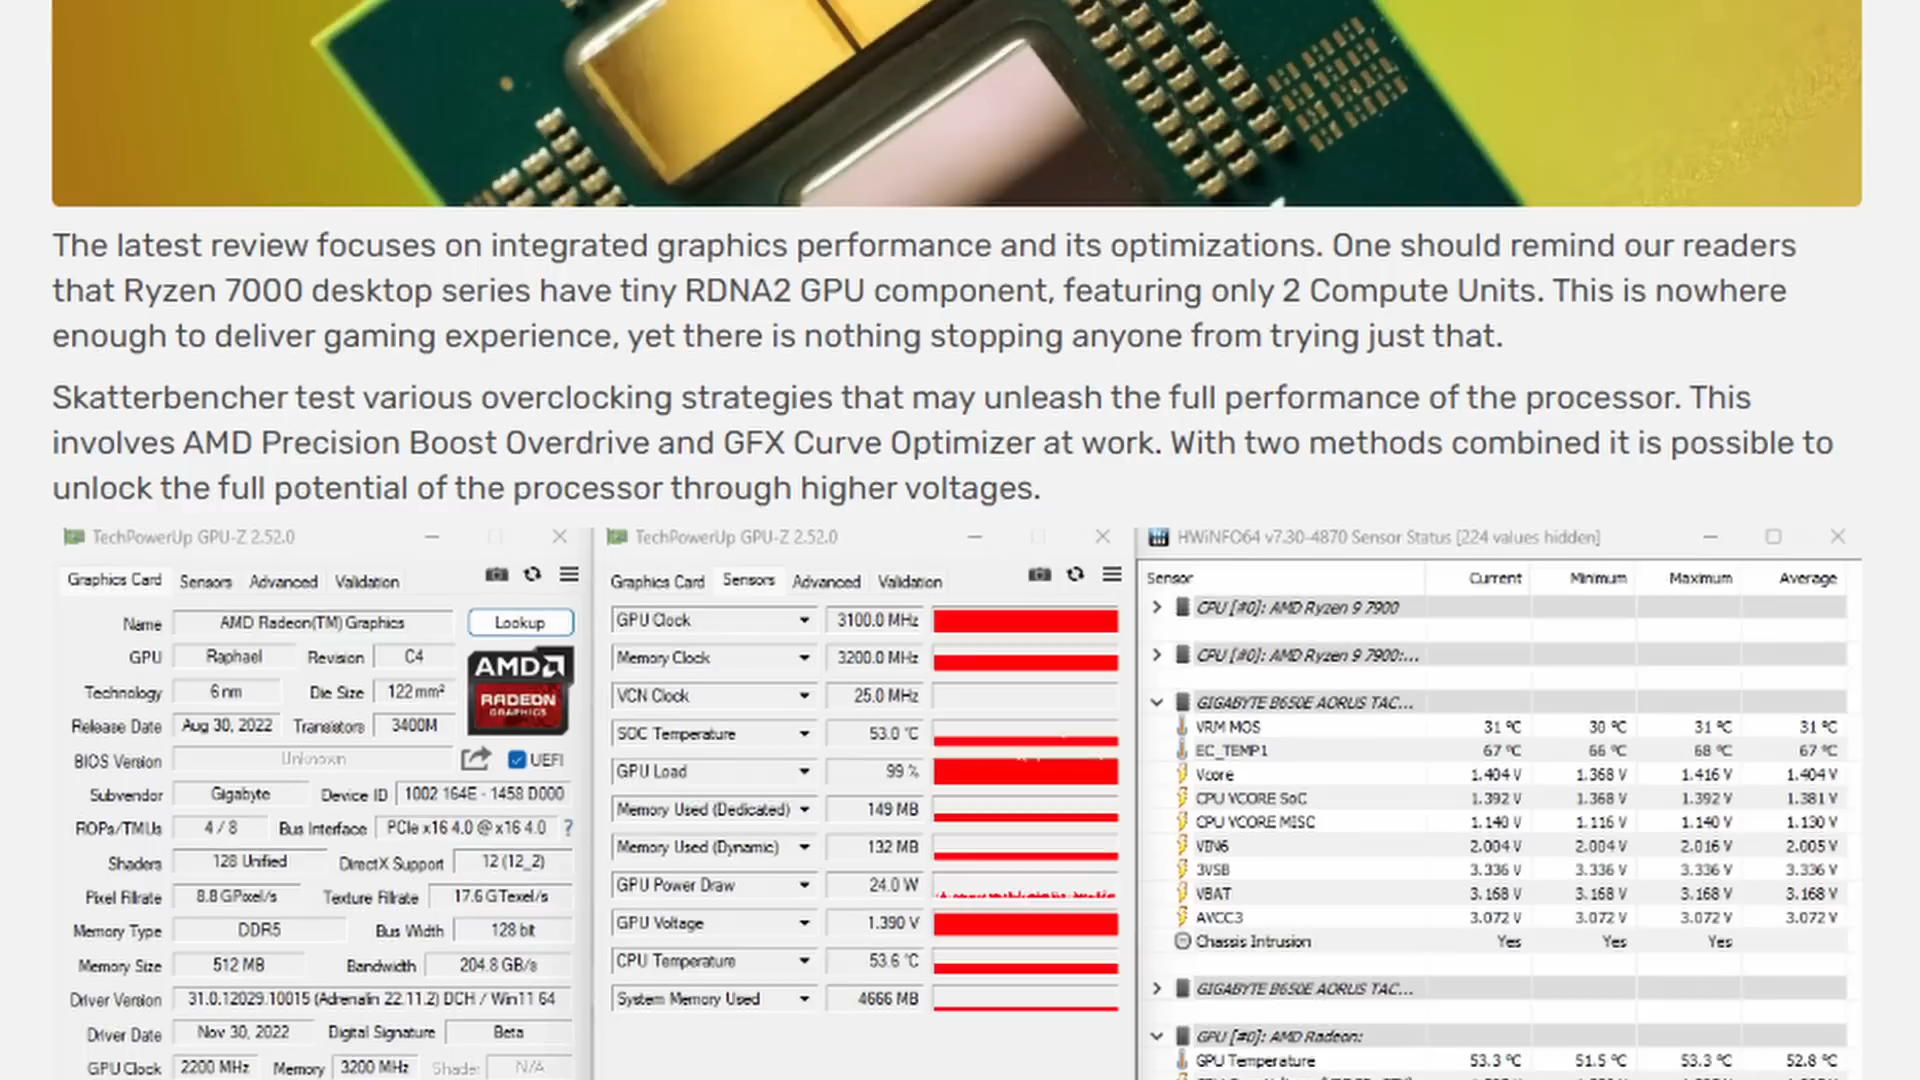 The latest review focuses on integrated graphics performance and its optimizations. One should remind our readers
that Ryzen 7000 desktop series have tiny RDNA2 GPU component, featuring only 2 Compute Units. This is nowhere
enough to deliver gaming experience, yet there is nothing stopping anyone from trying just that.
Skatterbencher test various overclocking strategies that may unleash the full performance of the processor. This
involves AMD Precision Boost Overdrive and GFX Curve Optimizer at work. With two methods combined it is possible to
unlock the full potential of the processor through higher voltages.
TechPowerUp GPU-Z 2.52.0
Graphics Card Sensors Advanced Validation
Name AMD Radeon(TM) Graphics Lookup
GPU Raphael Revision C4
AMD
RADEON
GRAPHICS
Technology 6 nm Die Size 122 mm²
Release Date Aug 30, 2022 Transistors 3400M
BIOS Version Unknown UEFI
Subvendor Gigabyte Device ID 1002 164E - 1458 D000
ROPs/TMUs 4 / 8 Bus Interface PCIe x16 4.0 @ x16 4.0 ?
Shaders 128 Unified DirectX Support 12 (12_2)
Pixel Fillrate 8.8 GPixel/s Texture Fillrate 17.6 GTexel/s
Memory Type DDR5 Bus Width 128 bit
Memory Size 512 MB Bandwidth 204.8 GB/s
Driver Version 31.0.12029.10015 (Adrenalin 22.11.2) DCH / Win11 64
Driver Date Nov 30, 2022 Digital Signature Beta
GPU Clock 2200 MHz Memory 3200 MHz Shader N/A
TechPowerUp GPU-Z 2.52.0
Graphics Card Sensors Advanced Validation
GPU Clock 3100.0 MHz
Memory Clock 3200.0 MHz
VCN Clock 25.0 MHz
SOC Temperature 53.0 °C
GPU Load 99 %
Memory Used (Dedicated) 149 MB
Memory Used (Dynamic) 132 MB
GPU Power Draw 24.0 W
GPU Voltage 1.390 V
CPU Temperature 53.6 °C
System Memory Used 4666 MB
HWiNFO64 v7.30-4870 Sensor Status [224 values hidden]
Sensor Current Minimum Maximum Average
CPU [#0]: AMD Ryzen 9 7900
CPU [#0]: AMD Ryzen 9 7900:...
GIGABYTE B650E AORUS TAC...
VRM MOS 31 °C 30 °C 31 °C 31 °C
EC_TEMP1 67 °C 66 °C 68 °C 67 °C
Vcore 1.404 V 1.368 V 1.416 V 1.404 V
CPU VCORE SoC 1.392 V 1.368 V 1.392 V 1.381 V
CPU VCORE MISC 1.140 V 1.116 V 1.140 V 1.130 V
VIN6 2.004 V 2.004 V 2.016 V 2.005 V
3VSB 3.336 V 3.336 V 3.336 V 3.336 V
VBAT 3.168 V 3.168 V 3.168 V 3.168 V
AVCC3 3.072 V 3.072 V 3.072 V 3.072 V
Chassis Intrusion Yes Yes Yes
GIGABYTE B650E AORUS TAC...
GPU [#0]: AMD Radeon:
GPU Temperature 53.3 °C 51.5 °C 53.3 °C 52.8 °C